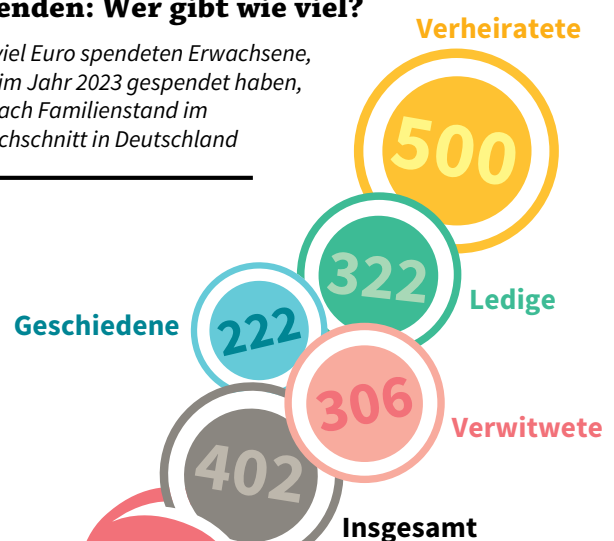 enden: Wer gibt wie viel?
viel Euro spendeten Erwachsene,
im Jahr 2023 gespendet haben,
ach Familienstand im
chschnitt in Deutschland
Verheiratete
500
322
Ledige
Geschiedene
222
306
Verwitwete
402
Insgesamt